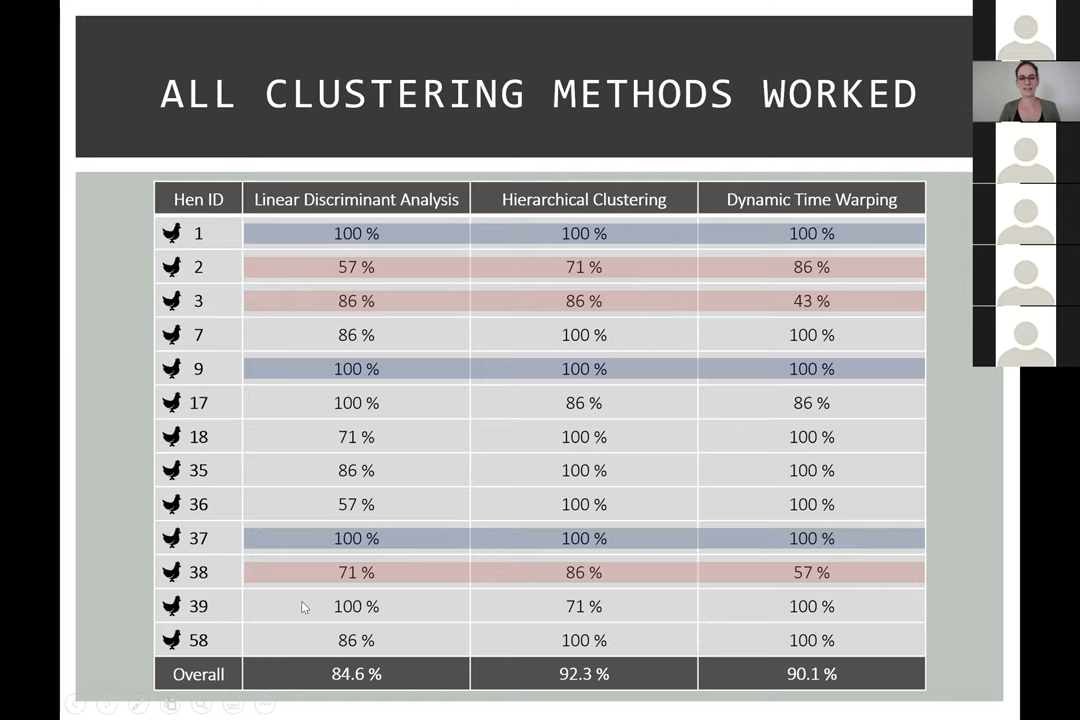 ALL CLUSTERING METHODS WORKED
Hen ID Linear Discriminant Analysis Hierarchical Clustering Dynamic Time Warping
1 100 % 100 % 100 %
2 57 % 71 % 86 %
3 86 % 86 % 43 %
7 86 % 100 % 100 %
9 100 % 100 % 100 %
17 100 % 86 % 86 %
18 71 % 100 % 100 %
35 86 % 100 % 100 %
36 57 % 100 % 100 %
37 100 % 100 % 100 %
38 71 % 86 % 57 %
39 100 % 71 % 100 %
58 86 % 100 % 100 %
Overall 84.6 % 92.3 % 90.1 %